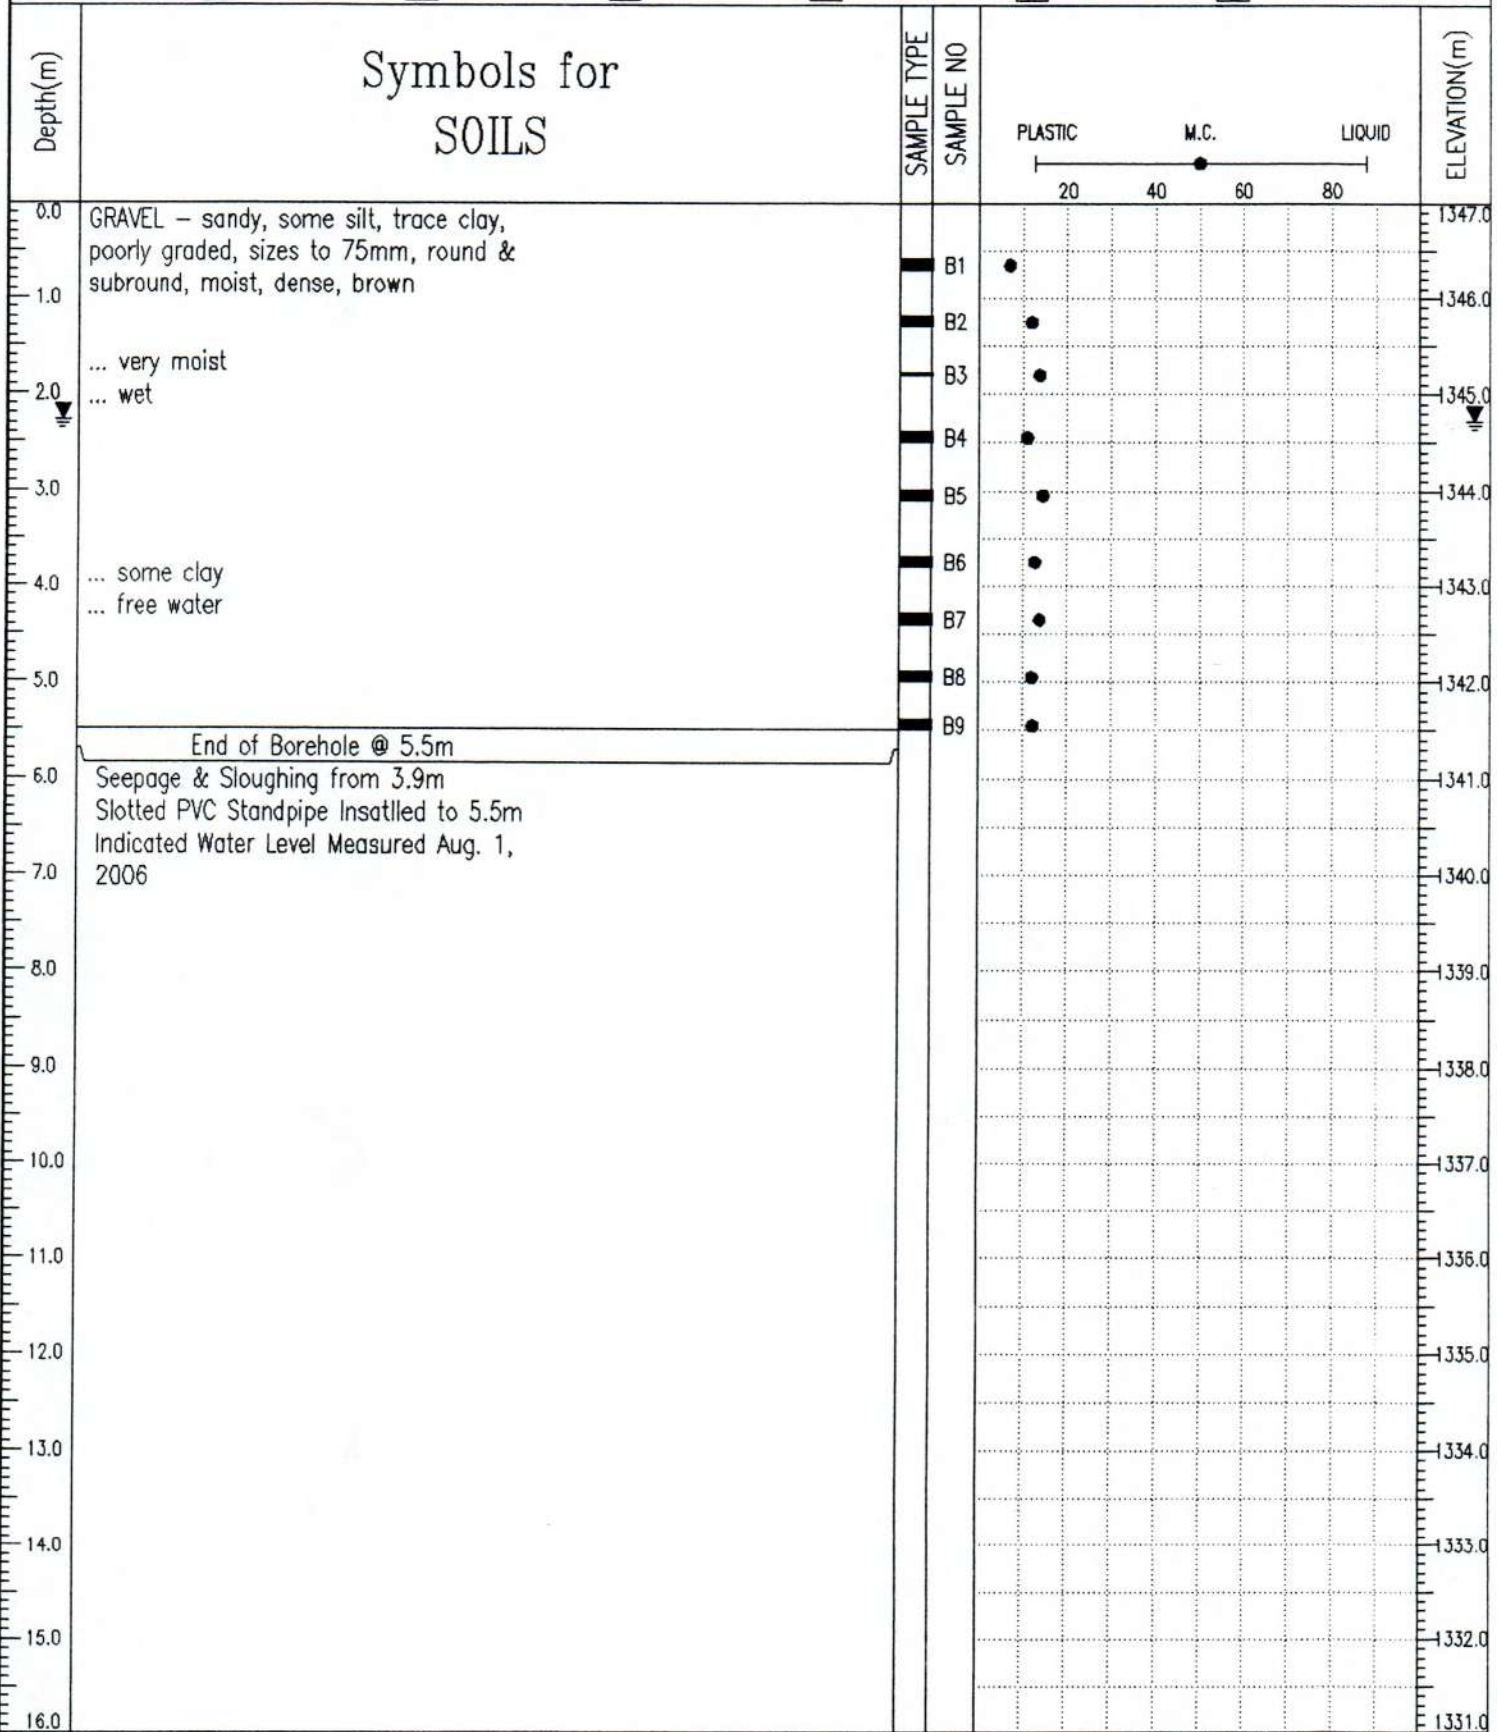 Depth(m)
Symbols for
SOILS
SAMPLE TYPE
SAMPLE NO
PLASTIC M.C. LIQUID
20 40 60 80
ELEVATION(m)
0.0
GRAVEL – sandy, some silt, trace clay,
poorly graded, sizes to 75mm, round &
subround, moist, dense, brown
1.0
... very moist
2.0
... wet
3.0
... some clay
4.0
... free water
5.0
End of Borehole @ 5.5m
6.0
Seepage & Sloughing from 3.9m
Slotted PVC Standpipe Insatlled to 5.5m
Indicated Water Level Measured Aug. 1,
2006
7.0
8.0
9.0
10.0
11.0
12.0
13.0
14.0
15.0
16.0
B1
B2
B3
B4
B5
B6
B7
B8
B9
1347.0
1346.0
1345.0
1344.0
1343.0
1342.0
1341.0
1340.0
1339.0
1338.0
1337.0
1336.0
1335.0
1334.0
1333.0
1332.0
1331.0